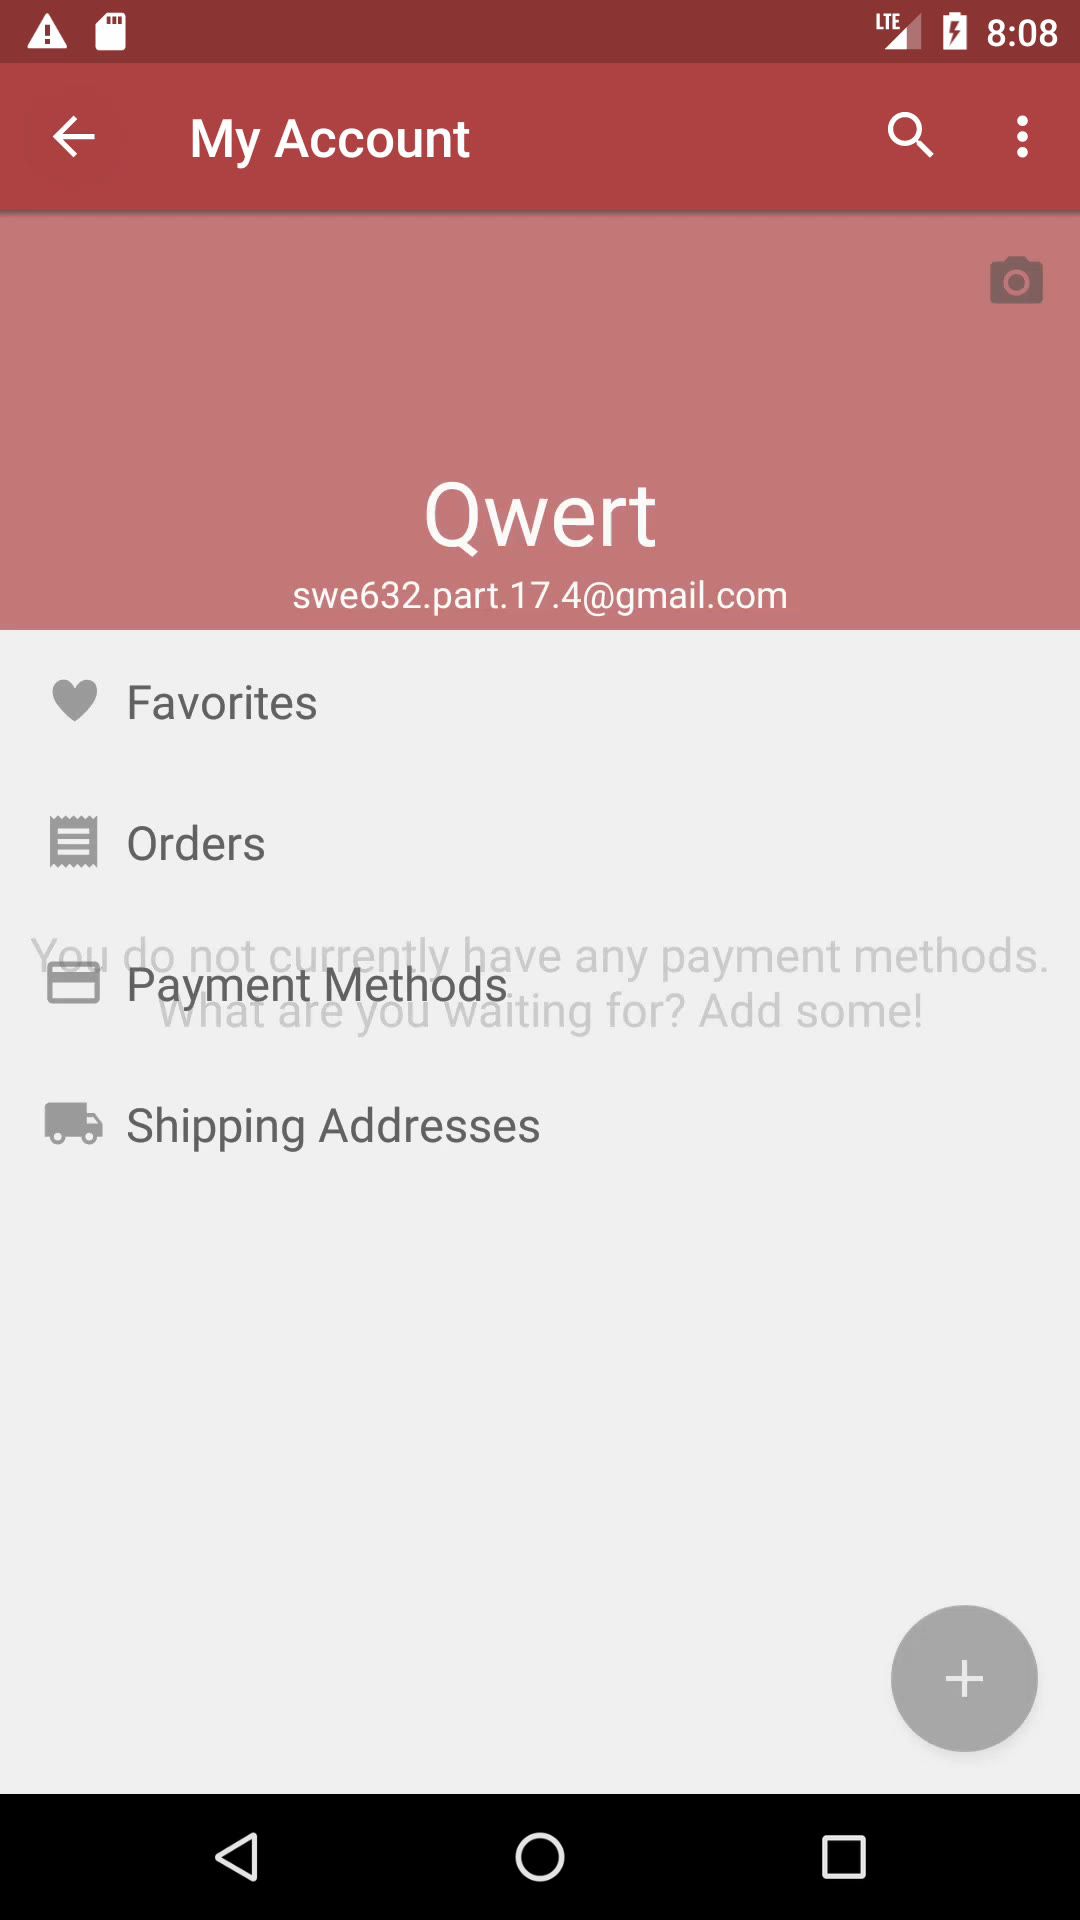 LTE 8:08
My Account
Qwert
swe632.part.17.4@gmail.com
Favorites
Orders
You do not currently have any payment methods.
Payment Methods
What are you waiting for? Add some!
Shipping Addresses